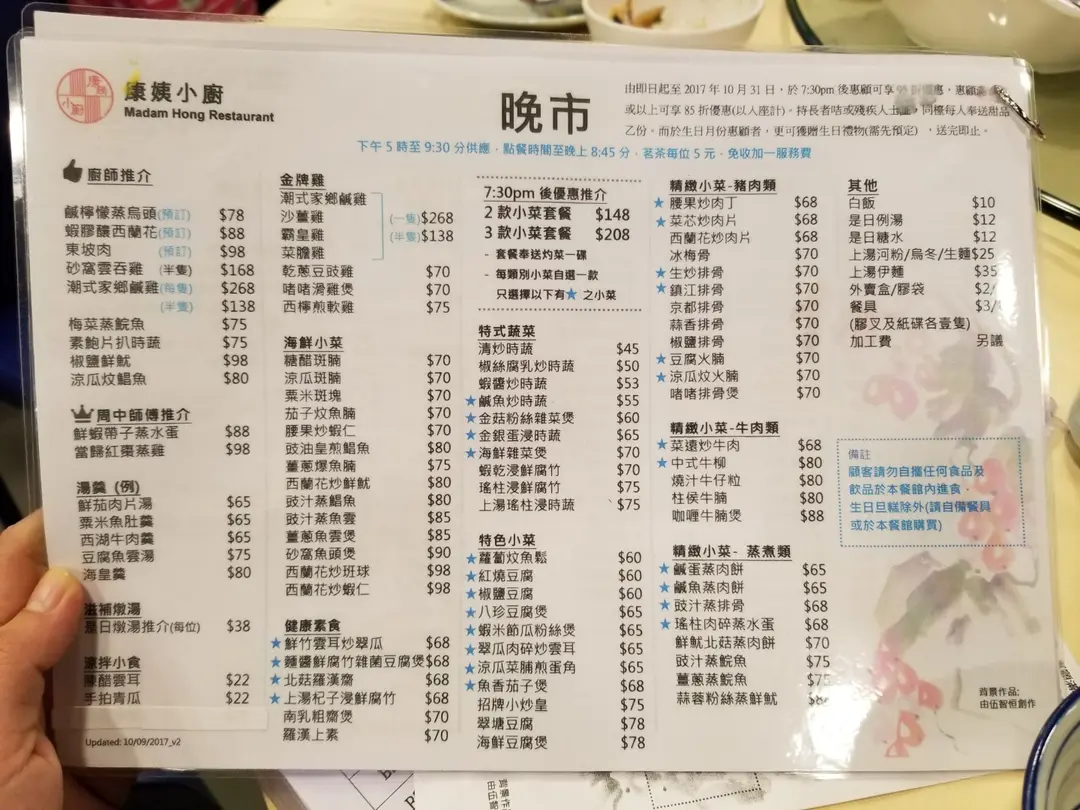 康姨小廚
Madam Hong Restaurant
晚市
由即日起至 2017 年 10 月 31 日，於 7:30pm 後惠顧可享
或以上可享 85 折優惠(以人座計)。持長者咭或殘疾人士，同檯每人奉送甜品
乙份。而於生日月份惠顧者，更可獲贈生日禮物(需先預定)，送完即止。
下午 5 時至 9:30 分供應．點餐時間至晚上 8:45 分．茗茶每位 5 元．免收加一服務費
廚師推介
鹹檸檬蒸烏頭(預訂) $78
蝦膠釀西蘭花(預訂) $88
東坡肉 (預訂) $98
砂窩雲吞雞 (半隻) $168
潮式家鄉鹹雞(每隻) $268
(半隻) $138
梅菜蒸鯇魚 $75
素鮑片扒時蔬 $75
椒鹽鮮魷 $98
涼瓜炆鯧魚 $80
周中師傅推介
鮮蝦帶子蒸水蛋 $88
當歸紅棗蒸雞 $98
湯羹 (例)
鮮茄肉片湯 $65
粟米魚肚羹 $65
西湖牛肉羹 $65
豆腐魚雲湯 $75
海皇羹 $80
滋補燉湯
是日燉湯推介(每位) $38
涼拌小食
陳醋雲耳 $22
手拍青瓜 $22
Updated: 10/09/2017_v2
金牌雞
潮式家鄉鹹雞
沙薑雞 (一隻)$268
霸皇雞 (半隻)$138
菜膽雞
乾蔥豆豉雞 $70
啫啫滑雞煲 $70
西檸煎軟雞 $75
海鮮小菜
糖醋斑腩 $70
涼瓜斑腩 $70
粟米斑塊 $70
茄子炆魚腩 $70
腰果炒蝦仁 $70
豉油皇煎鯧魚 $80
薑蔥爆魚腩 $75
西蘭花炒鮮魷 $80
豉汁蒸鯧魚 $80
豉汁蒸魚雲 $85
薑蔥魚雲煲 $85
砂窩魚頭煲 $90
西蘭花炒班球 $98
西蘭花炒蝦仁 $98
健康素食
★鮮竹雲耳炒翠瓜 $68
★麵醬鮮腐竹雜菌豆腐煲$68
★北菇羅漢齋 $68
★上湯杞子浸鮮腐竹 $68
南乳粗齋煲 $70
羅漢上素 $70
7:30pm 後優惠推介
2 款小菜套餐 $148
3 款小菜套餐 $208
- 套餐奉送灼菜一碟
- 每類別小菜自選一款
只選擇以下有★ 之小菜
特式蔬菜
清炒時蔬 $45
椒絲腐乳炒時蔬 $50
蝦醬炒時蔬 $53
★鹹魚炒時蔬 $55
★金菇粉絲雜菜煲 $60
★金銀蛋浸時蔬 $65
★海鮮雜菜煲 $70
蝦乾浸鮮腐竹 $70
瑤柱浸鮮腐竹 $75
上湯瑤柱浸時蔬 $75
特色小菜
★蘿蔔炆魚鬆 $60
★紅燒豆腐 $60
★椒鹽豆腐 $60
★八珍豆腐煲 $65
★蝦米節瓜粉絲煲 $65
★翠瓜肉碎炒雲耳 $65
★涼瓜菜脯煎蛋角 $65
★魚香茄子煲 $68
招牌小炒皇 $75
翠塘豆腐 $78
海鮮豆腐煲 $78
精緻小菜-豬肉類
★腰果炒肉丁 $68
★菜芯炒肉片 $68
西蘭花炒肉片 $68
冰梅骨 $70
★生炒排骨 $70
★鎮江排骨 $70
京都排骨 $70
蒜香排骨 $70
椒鹽排骨 $70
★豆腐火腩 $70
★涼瓜炆火腩 $70
啫啫排骨煲 $70
精緻小菜-牛肉類
★菜遠炒牛肉 $68
★中式牛柳 $80
燒汁牛仔粒 $80
柱侯牛腩 $80
咖喱牛腩煲 $88
精緻小菜- 蒸煮類
★鹹蛋蒸肉餅 $65
★鹹魚蒸肉餅 $65
★豉汁蒸排骨 $68
★瑤柱肉碎蒸水蛋 $68
鮮魷北菇蒸肉餅 $70
豉汁蒸鯇魚 $75
薑蔥蒸鯇魚 $75
蒜蓉粉絲蒸鮮魷
其他
白飯 $10
是日例湯 $12
是日糖水 $12
上湯河粉/烏冬/生麵$25
上湯伊麵 $35
外賣盒/膠袋 $2/
餐具 $3/
(膠叉及紙碟各壹隻)
加工費 另議
備註
顧客請勿自攜任何食品及
飲品於本餐館內進食．
生日旦糕除外(請自備餐具
或於本餐館購買)
背景作品:
由伍智恒創作